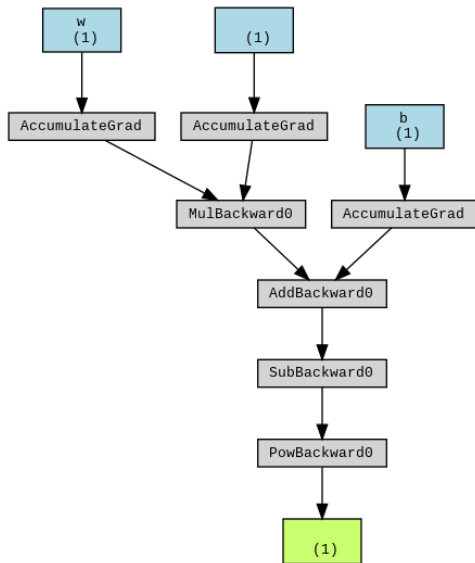 w
(1)
(1)
AccumulateGrad
AccumulateGrad
b
(1)
MulBackward0
AccumulateGrad
AddBackward0
SubBackward0
PowBackward0
(1)